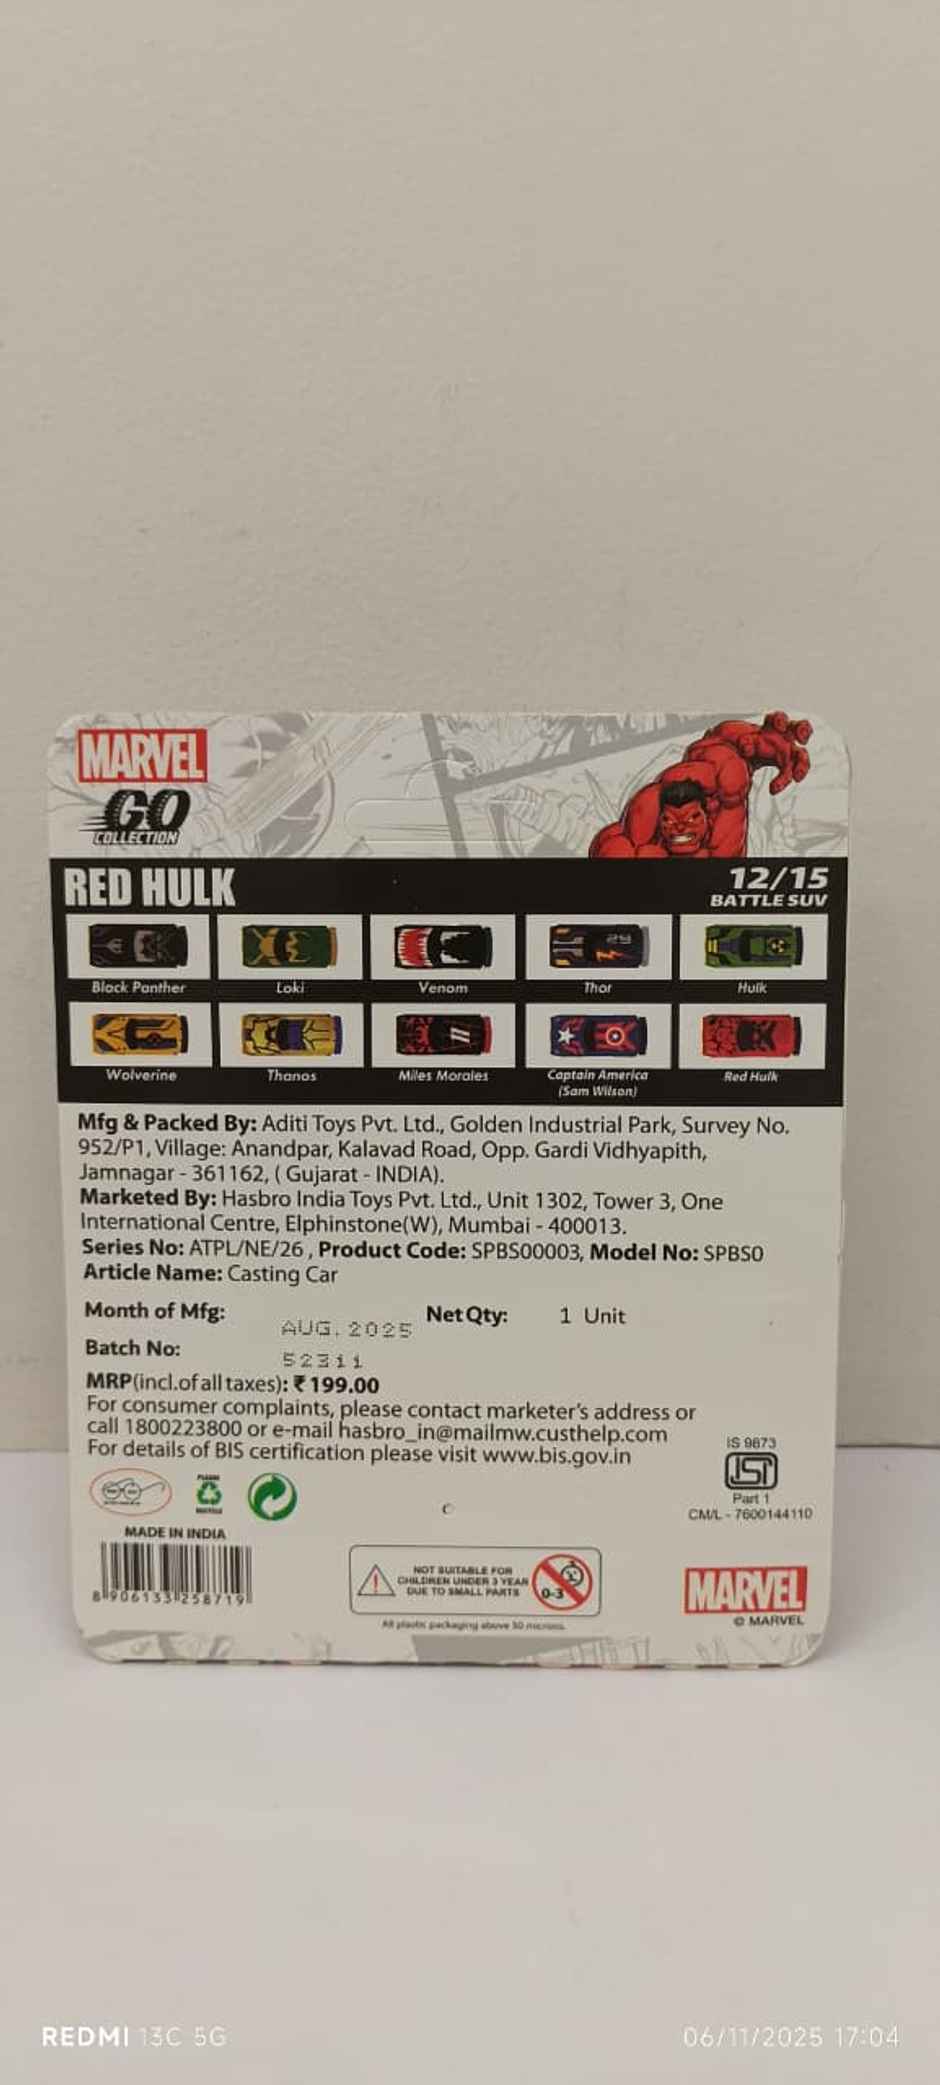 MARVEL
GO
COLLECTION
RED HULK
12/15
BATTLE SUV
Black Panther Loki Venom Thor Hulk
Wolverine Thanos Miles Morales Captain America (Sam Wilson) Red Hulk
Mfg & Packed By: Aditi Toys Pvt. Ltd., Golden Industrial Park, Survey No.
952/P1, Village: Anandpar, Kalavad Road, Opp. Gardi Vidhyapith,
Jamnagar - 361162, ( Gujarat - INDIA).
Marketed By: Hasbro India Toys Pvt. Ltd., Unit 1302, Tower 3, One
International Centre, Elphinstone(W), Mumbai - 400013.
Series No: ATPL/NE/26 , Product Code: SPBS00003, Model No: SPBS0
Article Name: Casting Car
Month of Mfg: AUG. 2025 Net Qty: 1 Unit
Batch No: 52311
MRP(incl.of all taxes): ₹ 199.00
For consumer complaints, please contact marketer's address or
call 1800223800 or e-mail hasbro_in@mailmw.custhelp.com
For details of BIS certification please visit www.bis.gov.in
IS 9873
ISI
Part 1
CM/L - 7600144110
PLEASE
RECYCLE
MADE IN INDIA
8 906133 258719
NOT SUITABLE FOR
CHILDREN UNDER 3 YEAR
DUE TO SMALL PARTS
0-3
All plastic packaging above 50 microns.
MARVEL
© MARVEL
REDMI 13C 5G
06/11/2025 17:04